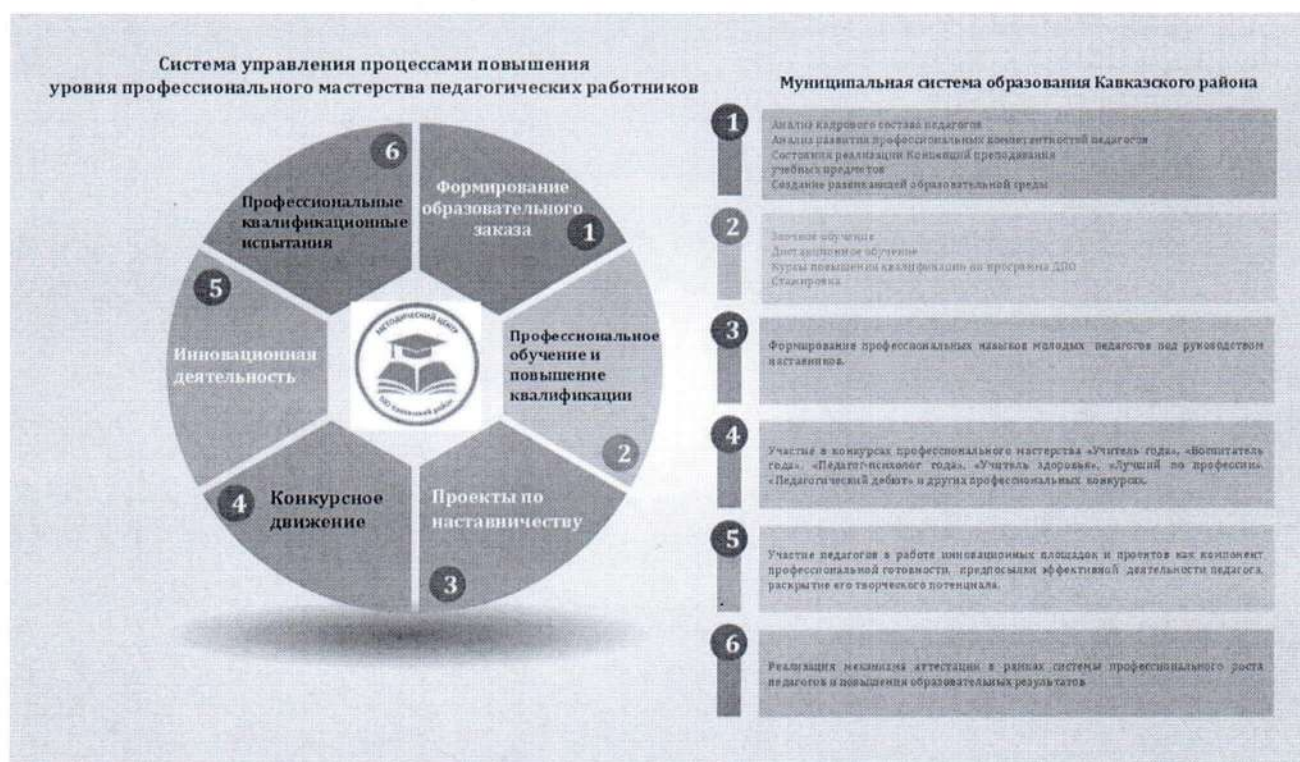 Система управления процессами повышения
уровня профессионального мастерства педагогических работников
6
Профессиональные
квалификационные
испытания
Формирование
образовательного
заказа
1
5
Инновационная
деятельность
МЕТОДИЧЕСКИЙ ЦЕНТР
Профессиональное
обучение и
повышение
квалификации
2
4
Конкурсное
движение
Проекты по
наставничеству
3
Муниципальная система образования Кавказского района
1
Анализ кадрового состава педагогов
Анализ развития профессиональных компетентностей педагогов
Состояния реализации Концепций преподавания
учебных предметов
Создание развивающей образовательной среды
2
Заочное обучение
Дистанционное обучение
Курсы повышения квалификации по программа ДПО
Стажировка
3
Формирование профессиональных навыков молодых педагогов под руководством
наставников.
4
Участие в конкурсах профессионального мастерства «Учитель года», «Воспитатель
года», «Педагог-психолог года», «Учитель здоровья», «Лучший по профессии»,
«Педагогический дебют» и других профессиональных конкурсах.
5
Участие педагогов в работе инновационных площадок и проектов как компонент
профессиональной готовности, предпосылки эффективной деятельности педагога,
раскрытие его творческого потенциала.
6
Реализация механизма аттестации в рамках системы профессионального роста
педагогов и повышения образовательных результатов